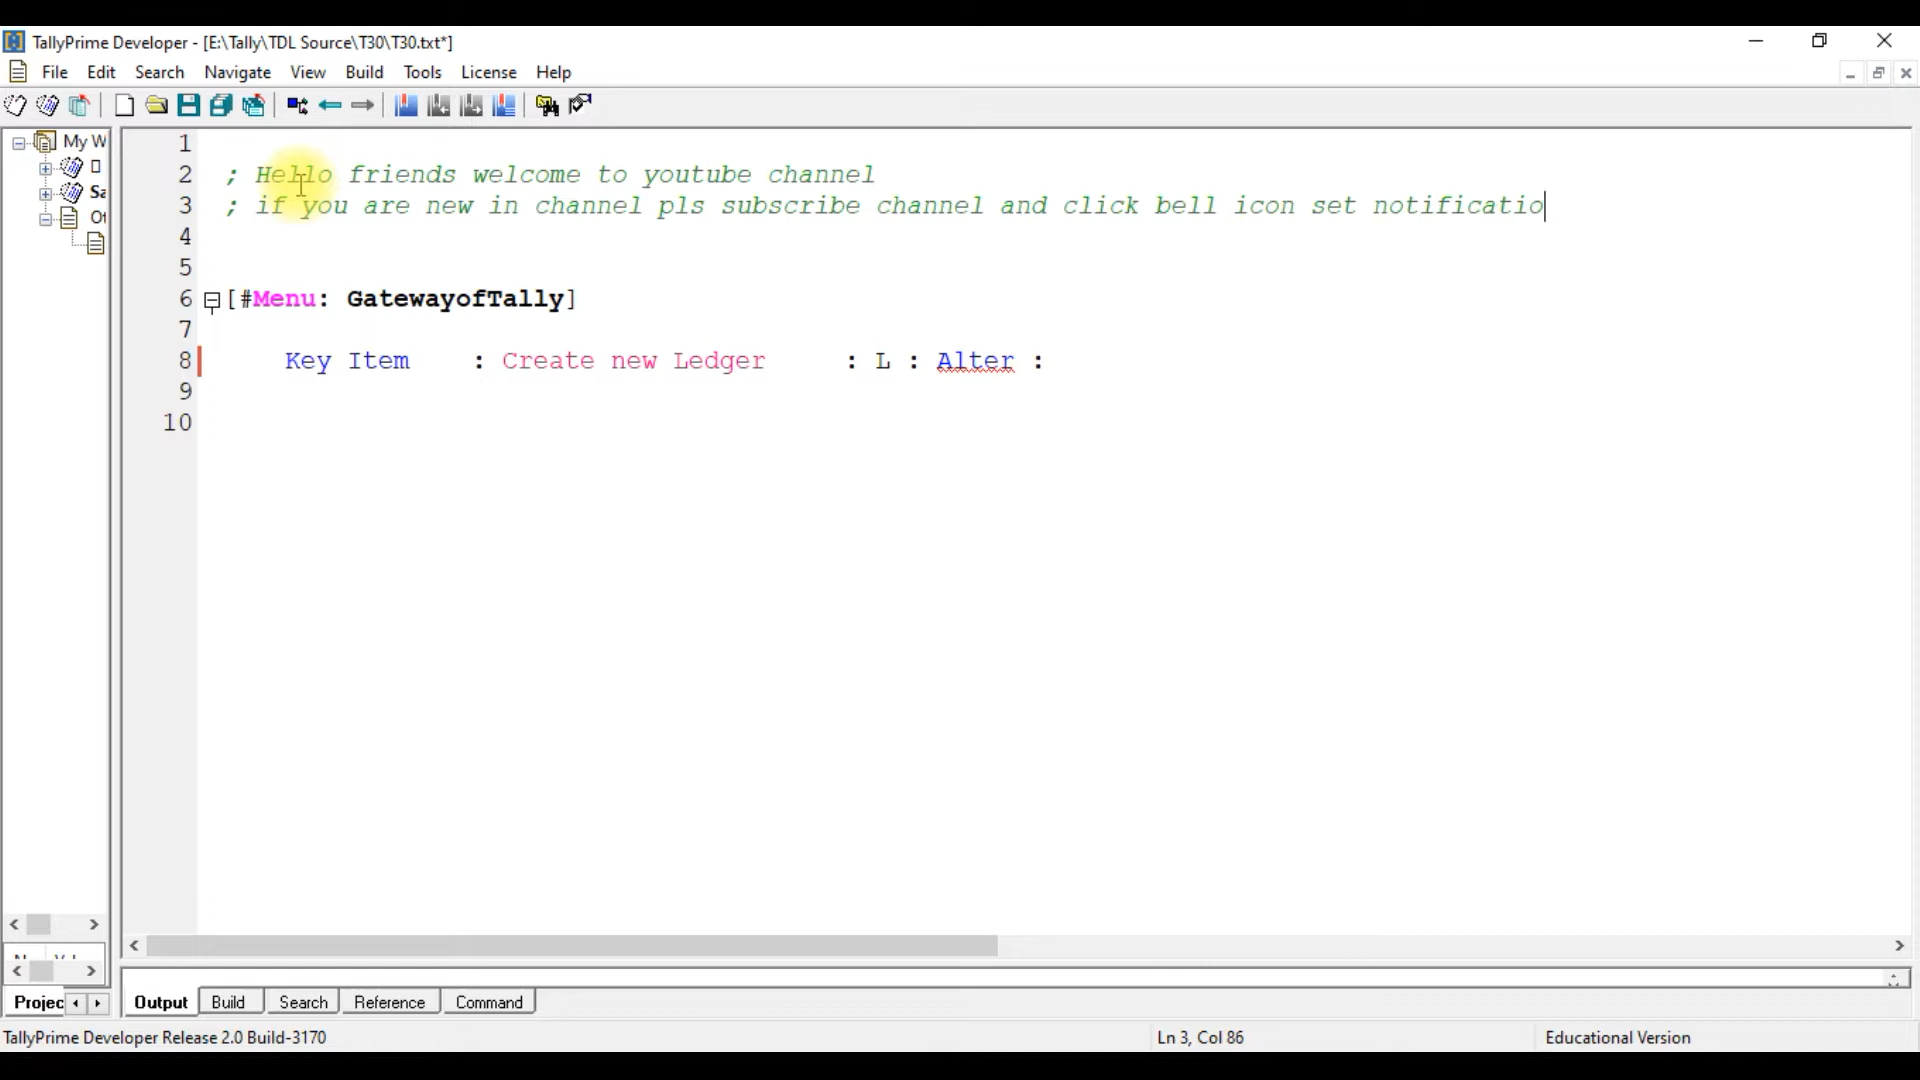 TallyPrime Developer - [E:\Tally\TDL Source\T30\T30.txt*]
File Edit Search Navigate View Build Tools License Help
My W
Sa
Ot
1
2 ; Hello friends welcome to youtube channel
3 ; if you are new in channel pls subscribe channel and click bell icon set notificatio
4
5
6 [#Menu: GatewayofTally]
7
8 Key Item : Create new Ledger : L : Alter :
9
10
Projec
Output Build Search Reference Command
TallyPrime Developer Release 2.0 Build-3170 Ln 3, Col 86 Educational Version